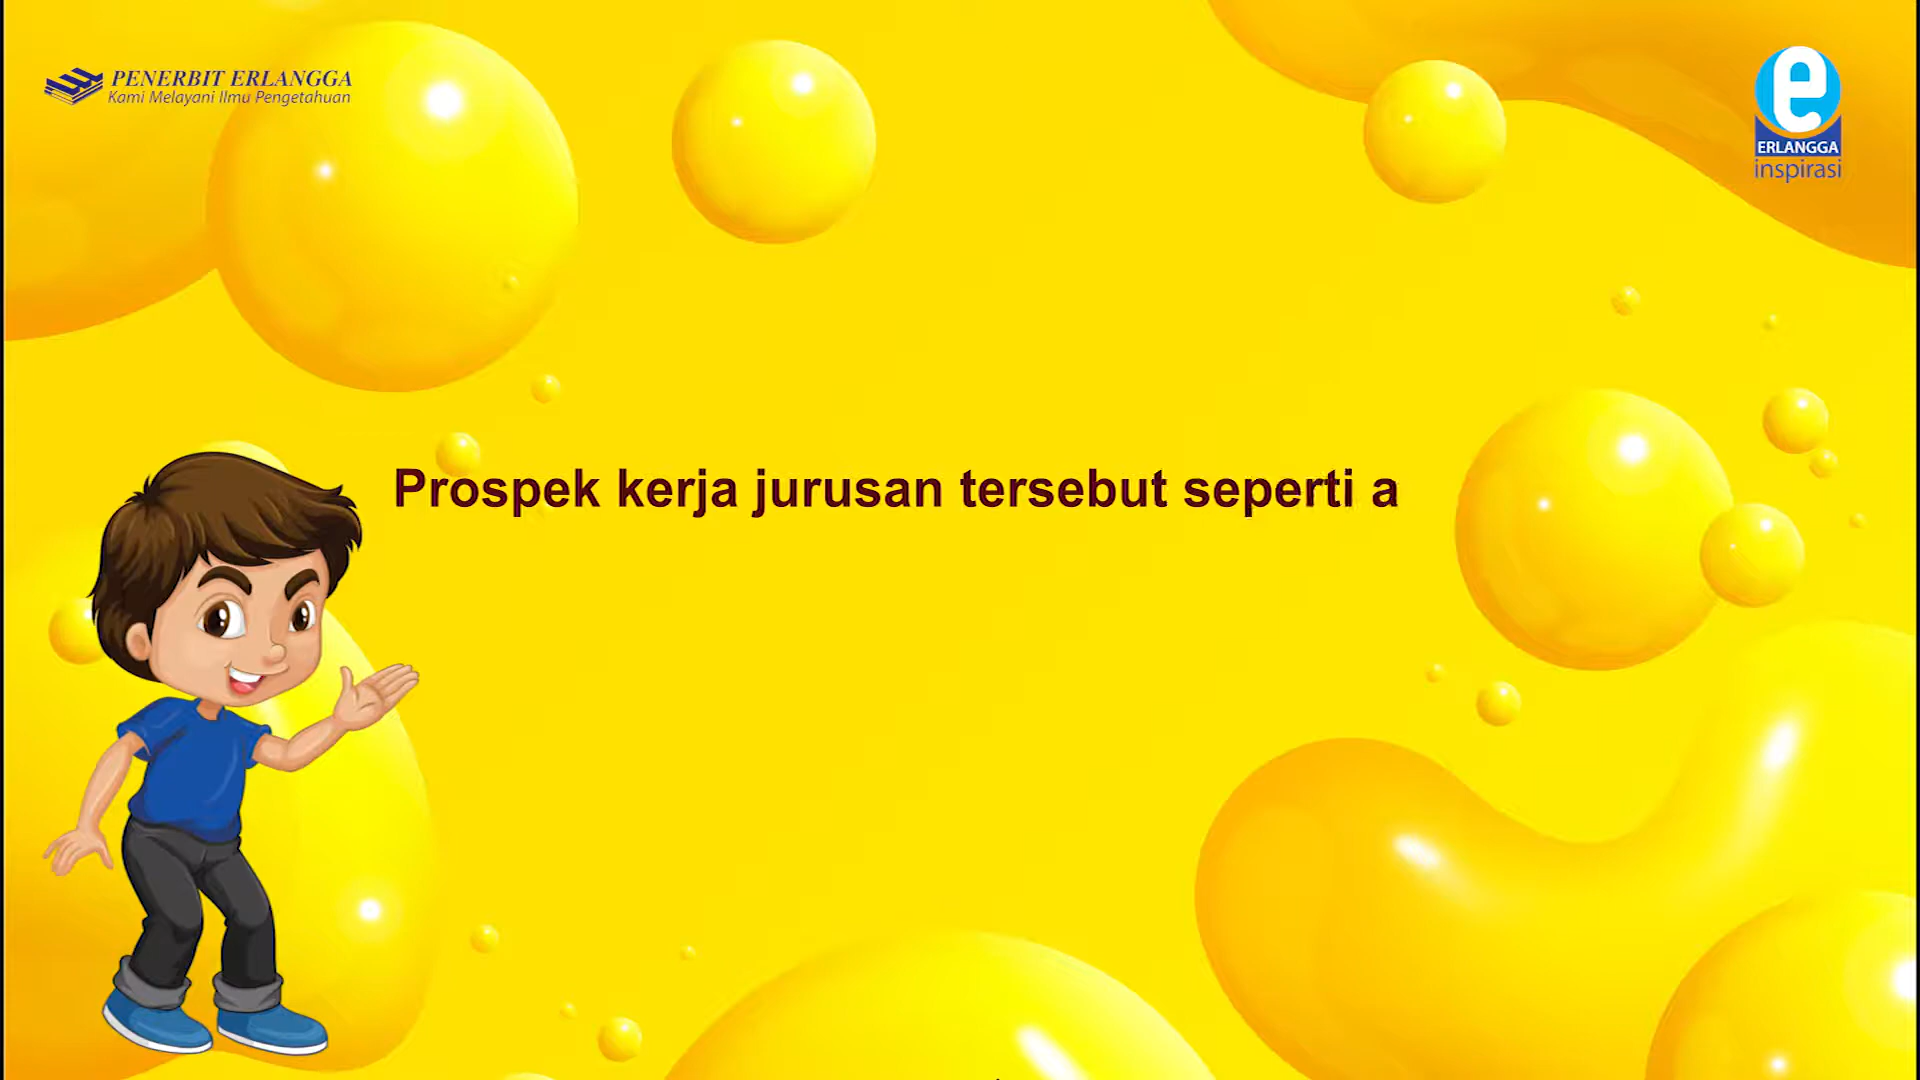 PENERBIT ERLANGGA
Kami Melayani Ilmu Pengetahuan
e
ERLANGGA
inspirasi
Prospek kerja jurusan tersebut seperti a